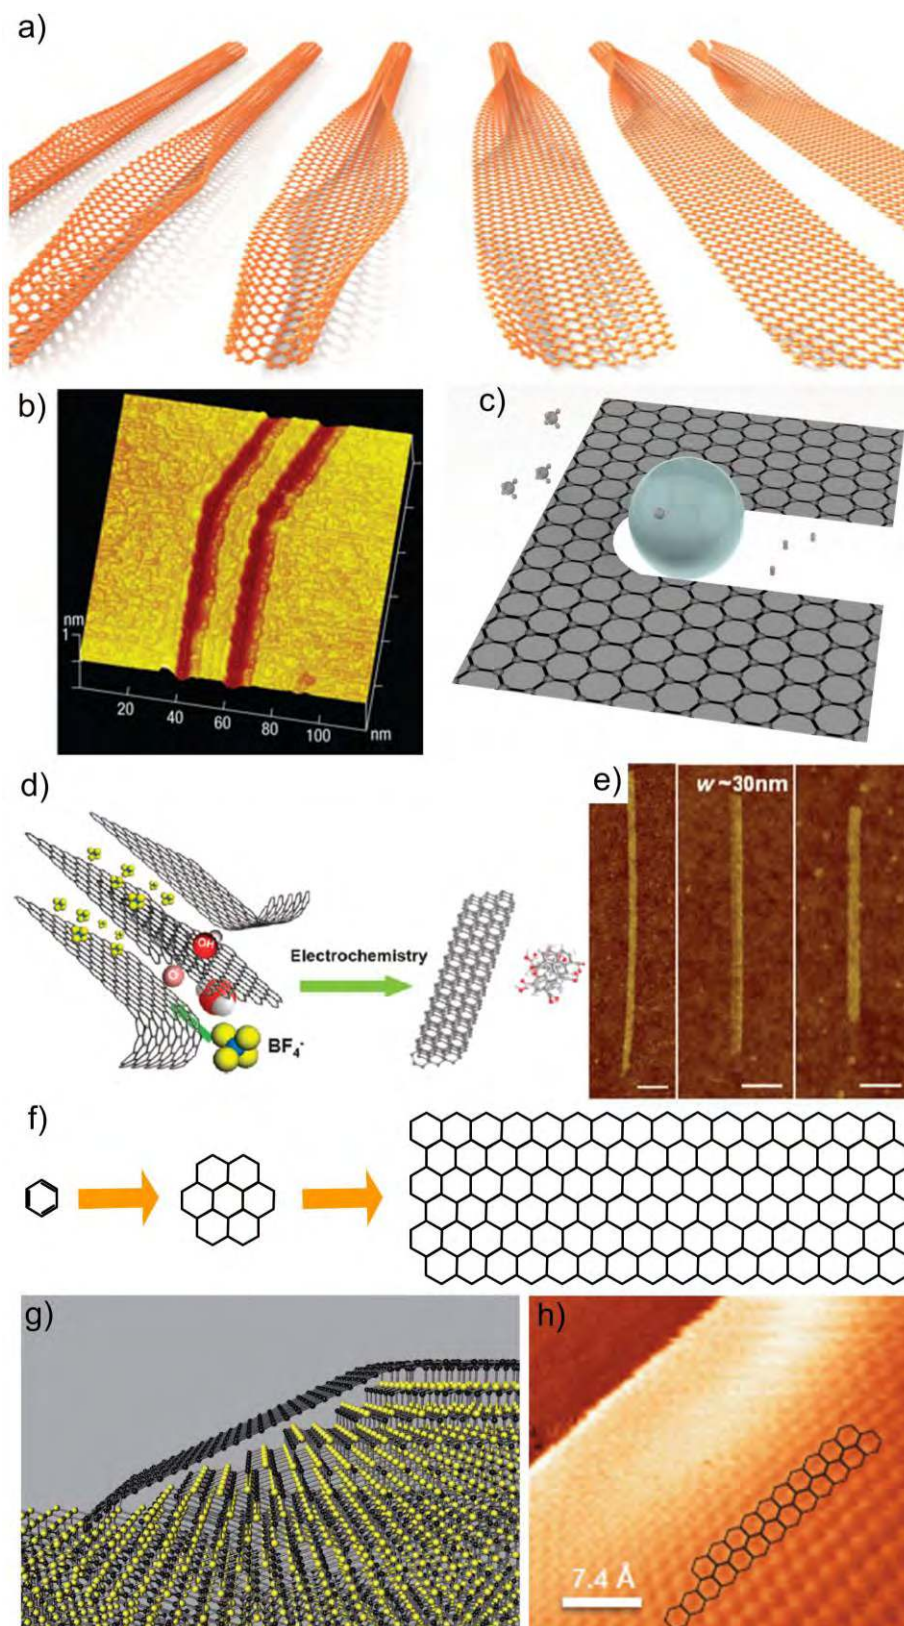 a)
b)
nm
1
20
40
60
80
100
nm
c)
d)
OH
O
Electrochemistry
BF₄⁻
e)
w ~30nm
f)
g)
h)
7.4 Å